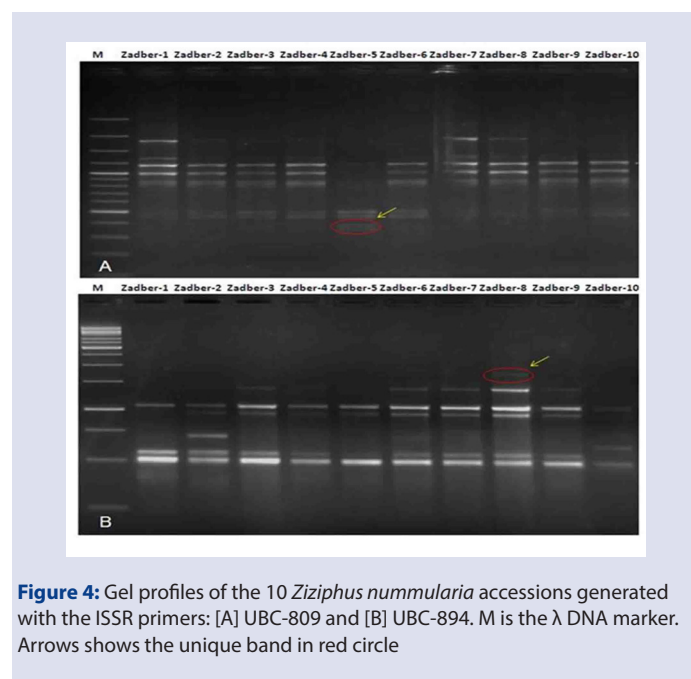 M Zadber-1 Zadber-2 Zadber-3 Zadber-4 Zadber-5 Zadber-6 Zadber-7 Zadber-8 Zadber-9 Zadber-10
A
M Zadber-1 Zadber-2 Zadber-3 Zadber-4 Zadber-5 Zadber-6 Zadber-7 Zadber-8 Zadber-9 Zadber-10
B
Figure 4: Gel profiles of the 10 Ziziphus nummularia accessions generated
with the ISSR primers: [A] UBC-809 and [B] UBC-894. M is the λ DNA marker.
Arrows shows the unique band in red circle